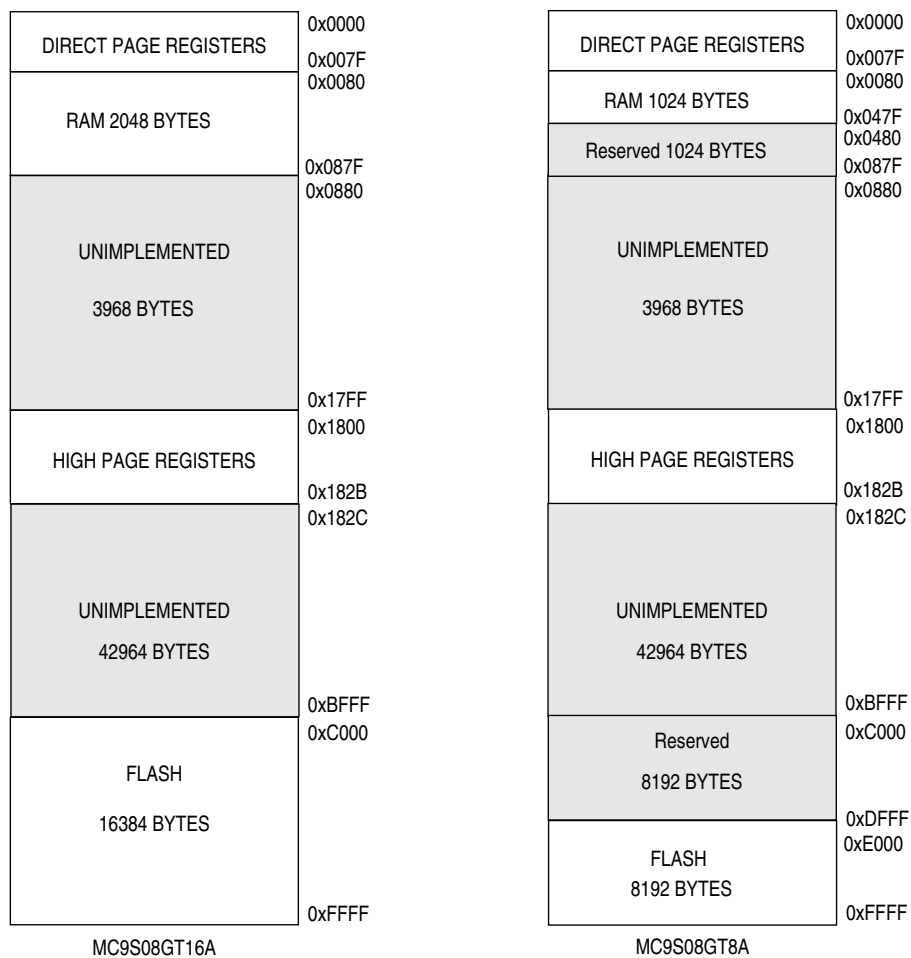 DIRECT PAGE REGISTERS
0x0000
0x007F
0x0080
RAM 2048 BYTES
0x087F
0x0880
UNIMPLEMENTED
3968 BYTES
0x17FF
0x1800
HIGH PAGE REGISTERS
0x182B
0x182C
UNIMPLEMENTED
42964 BYTES
0xBFFF
0xC000
FLASH
16384 BYTES
0xFFFF
MC9S08GT16A
DIRECT PAGE REGISTERS
0x0000
0x007F
0x0080
RAM 1024 BYTES
0x047F
0x0480
Reserved 1024 BYTES
0x087F
0x0880
UNIMPLEMENTED
3968 BYTES
0x17FF
0x1800
HIGH PAGE REGISTERS
0x182B
0x182C
UNIMPLEMENTED
42964 BYTES
0xBFFF
0xC000
Reserved
8192 BYTES
0xDFFF
0xE000
FLASH
8192 BYTES
0xFFFF
MC9S08GT8A